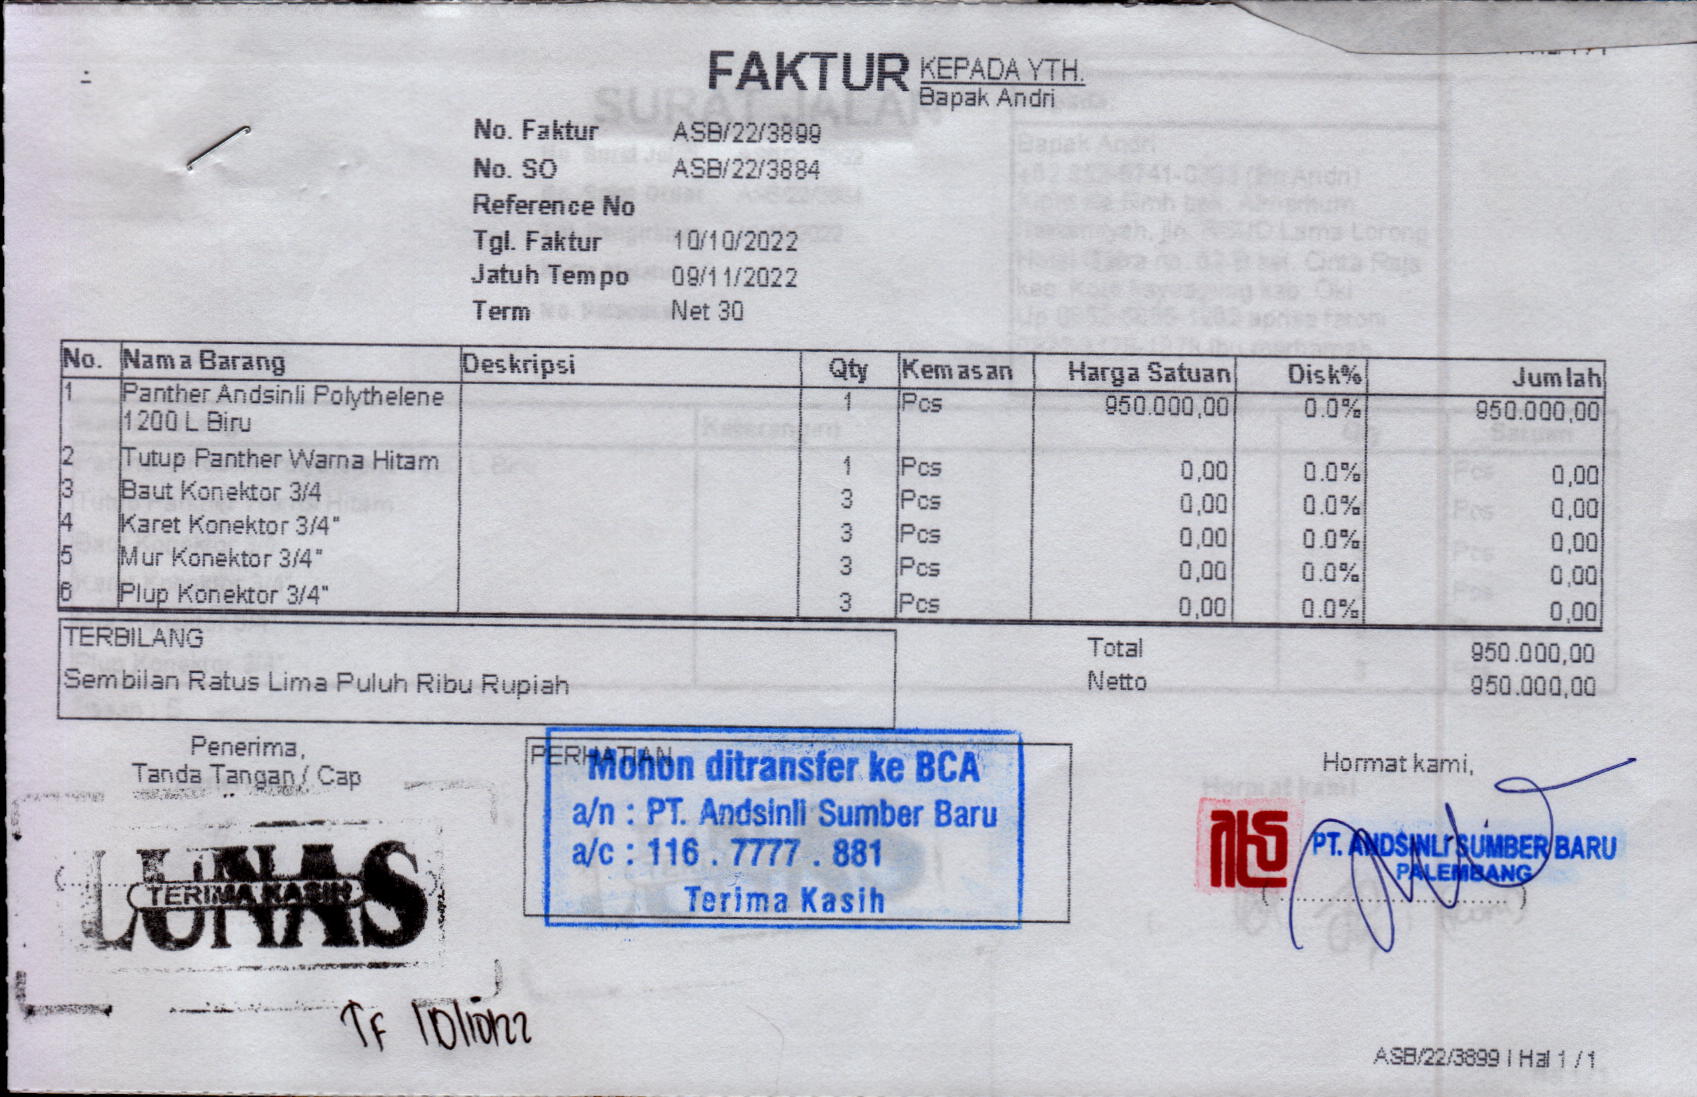 FAKTUR
KEPADA YTH.
Bapak Andri
No. Faktur ASB/22/3899
No. SO ASB/22/3884
Reference No
Tgl. Faktur 10/10/2022
Jatuh Tempo 09/11/2022
Term Net 30
No. Nama Barang Deskripsi Qty Kemasan Harga Satuan Disk% Jumlah
1 Panther Andsinli Polythelene 1 Pcs 950.000,00 0.0% 950.000,00
1200 L Biru
2 Tutup Panther Warna Hitam 1 Pcs 0,00 0.0% 0,00
3 Baut Konektor 3/4 3 Pcs 0,00 0.0% 0,00
4 Karet Konektor 3/4" 3 Pcs 0,00 0.0% 0,00
5 Mur Konektor 3/4" 3 Pcs 0,00 0.0% 0,00
6 Plup Konektor 3/4" 3 Pcs 0,00 0.0% 0,00
TERBILANG
Sembilan Ratus Lima Puluh Ribu Rupiah
Total 950.000,00
Netto 950.000,00
Penerima,
Tanda Tangan / Cap
LUNAS
TERIMA KASIH
TF 10/10/22
PERHATIAN
Mohon ditransfer ke BCA
a/n : PT. Andsinli Sumber Baru
a/c : 116 . 7777 . 881
Terima Kasih
Hormat kami,
PT. ANDSINLI SUMBER BARU
PALEMBANG
ASB/22/3899 | Hal 1 / 1